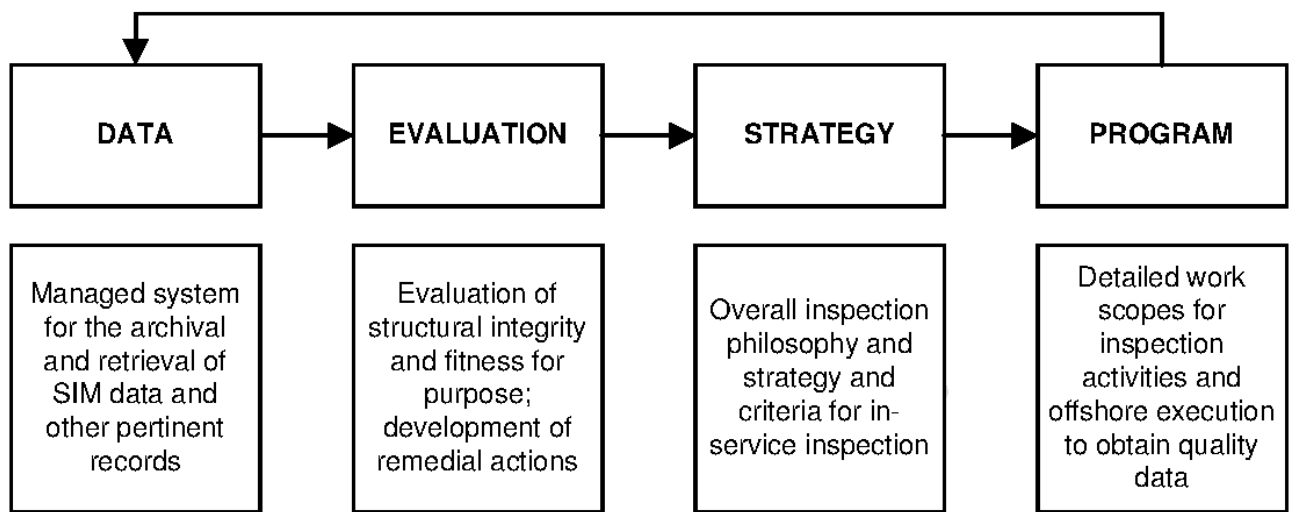 DATA
EVALUATION
STRATEGY
PROGRAM
Managed system
for the archival
and retrieval of
SIM data and
other pertinent
records
Evaluation of
structural integrity
and fitness for
purpose;
development of
remedial actions
Overall inspection
philosophy and
strategy and
criteria for in-
service inspection
Detailed work
scopes for
inspection
activities and
offshore execution
to obtain quality
data